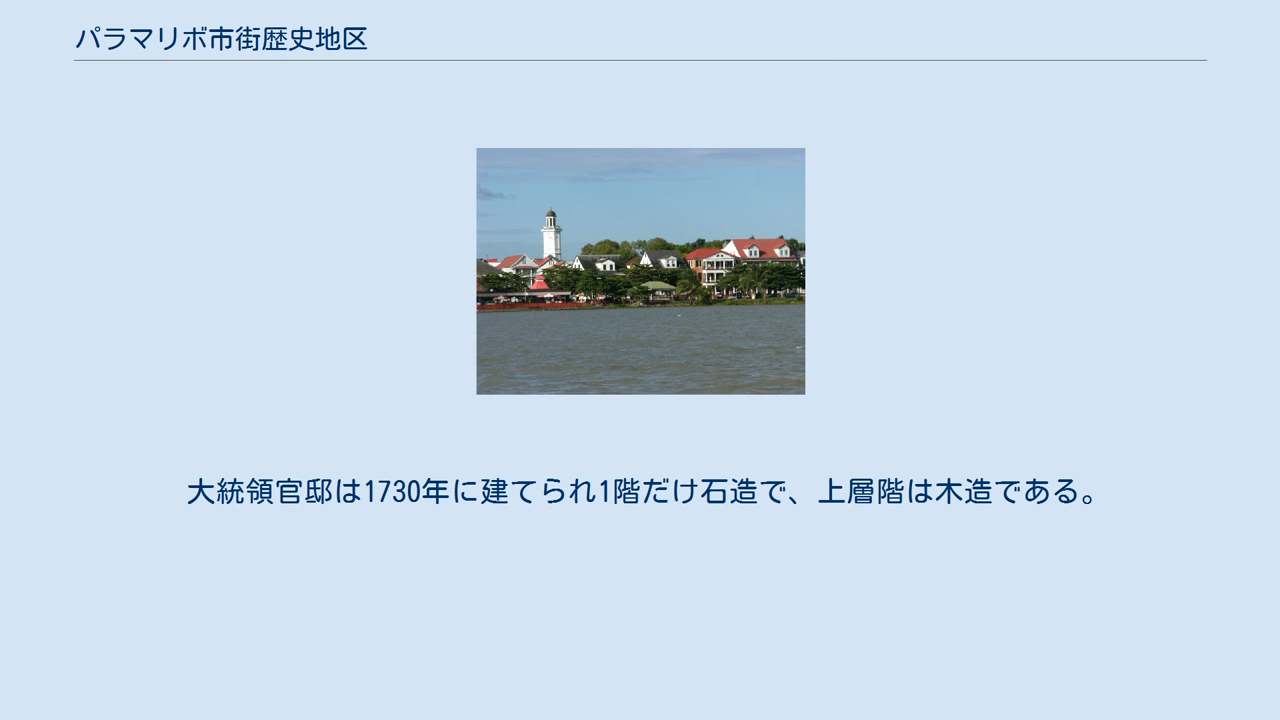 パラマリボ市街歴史地区
大統領官邸は1730年に建てられ1階だけ石造で、上層階は木造である。